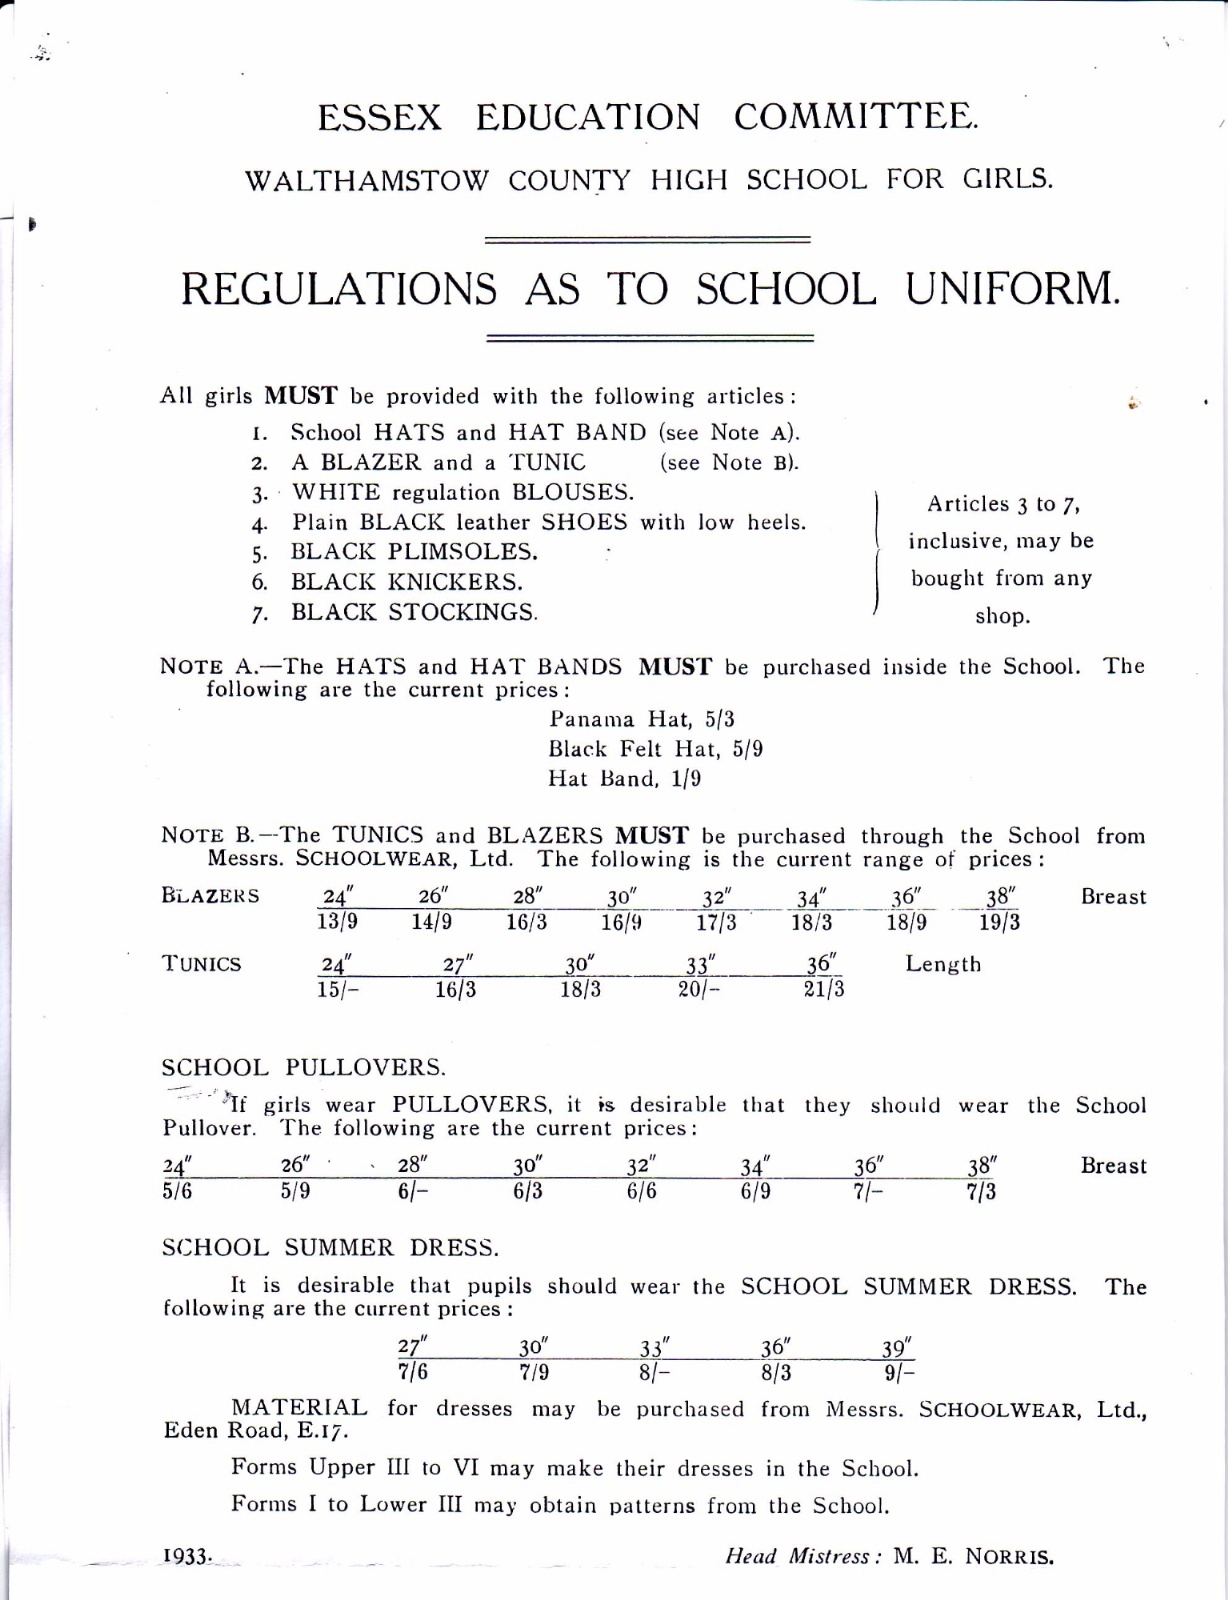 ESSEX EDUCATION COMMITTEE.
WALTHAMSTOW COUNTY HIGH SCHOOL FOR GIRLS.
REGULATIONS AS TO SCHOOL UNIFORM.
All girls MUST be provided with the following articles:
1. School HATS and HAT BAND (see Note A).
2. A BLAZER and a TUNIC (see Note B).
3. WHITE regulation BLOUSES.
4. Plain BLACK leather SHOES with low heels.
5. BLACK PLIMSOLES.
6. BLACK KNICKERS.
7. BLACK STOCKINGS.
Articles 3 to 7,
inclusive, may be
bought from any
shop.
NOTE A.—The HATS and HAT BANDS MUST be purchased inside the School. The
following are the current prices:
Panama Hat, 5/3
Black Felt Hat, 5/9
Hat Band, 1/9
NOTE B.—The TUNICS and BLAZERS MUST be purchased through the School from
Messrs. SCHOOLWEAR, Ltd. The following is the current range of prices:
BLAZERS 24" 26" 28" 30" 32" 34" 36" 38" Breast
13/9 14/9 16/3 16/9 17/3 18/3 18/9 19/3
TUNICS 24" 27" 30" 33" 36" Length
15/- 16/3 18/3 20/- 21/3
SCHOOL PULLOVERS.
If girls wear PULLOVERS, it is desirable that they should wear the School
Pullover. The following are the current prices:
24" 26" 28" 30" 32" 34" 36" 38" Breast
5/6 5/9 6/- 6/3 6/6 6/9 7/- 7/3
SCHOOL SUMMER DRESS.
It is desirable that pupils should wear the SCHOOL SUMMER DRESS. The
following are the current prices:
27" 30" 33" 36" 39"
7/6 7/9 8/- 8/3 9/-
MATERIAL for dresses may be purchased from Messrs. SCHOOLWEAR, Ltd.,
Eden Road, E.17.
Forms Upper III to VI may make their dresses in the School.
Forms I to Lower III may obtain patterns from the School.
1933. Head Mistress: M. E. NORRIS.